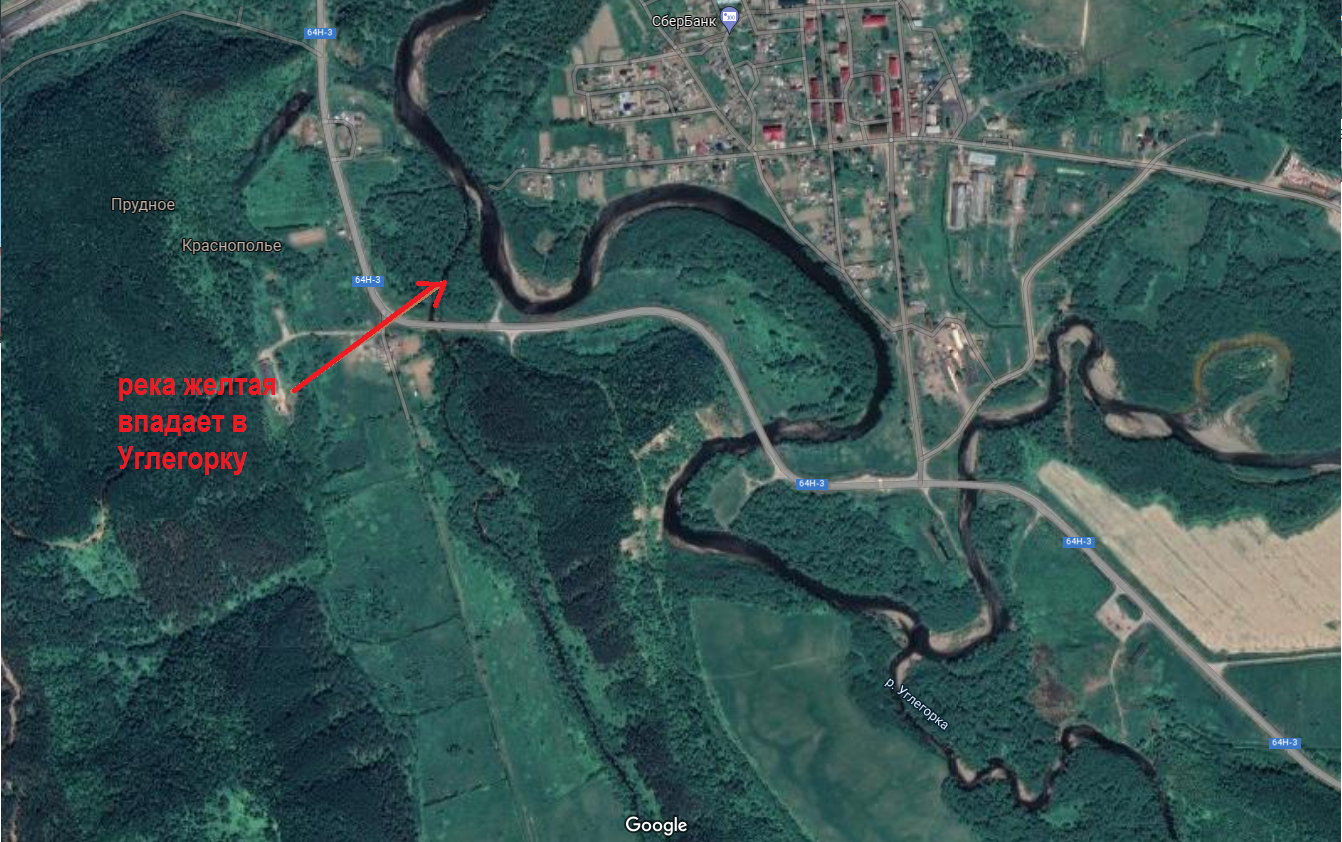 64Н-3
СберБанк
Прудное
Краснополье
64Н-3
река желтая
впадает в
Углегорку
64Н-3
64Н-3
р. Углегорка
64Н-3
Google